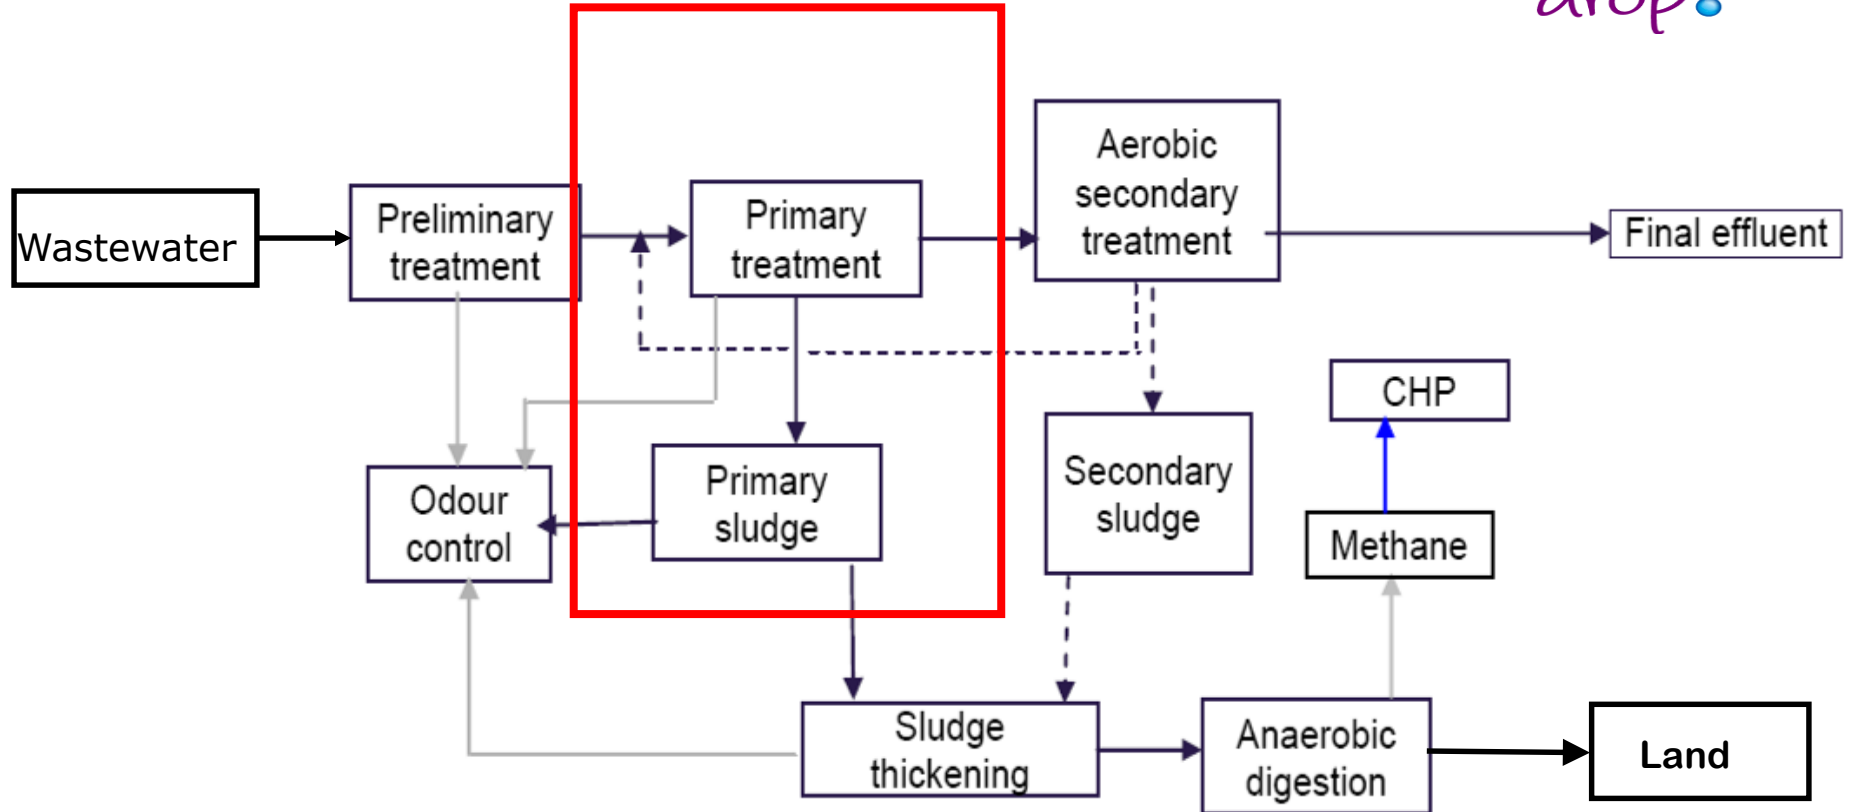 drop
Aerobic
secondary
treatment
Wastewater
Preliminary
treatment
Primary
treatment
Final effluent
CHP
Odour
control
Primary
sludge
Secondary
sludge
Methane
Sludge
thickening
Anaerobic
digestion
Land